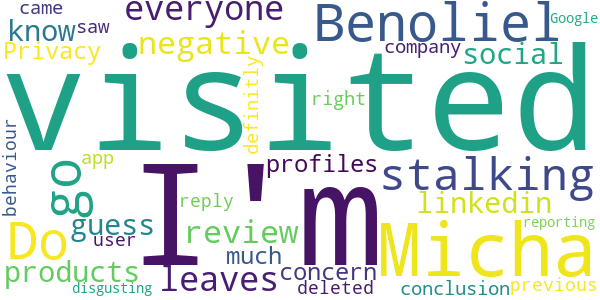 came
everyone
Benoliel
Google
know
saw
Privacy
negative
company
social
visited
definitly
right
behaviour
app
go
I'm
profiles
stalking
reply
linkedin
guess
review
Do
user
much
Micha
reporting
products
leaves
concern
disgusting
deleted
conclusion
previous